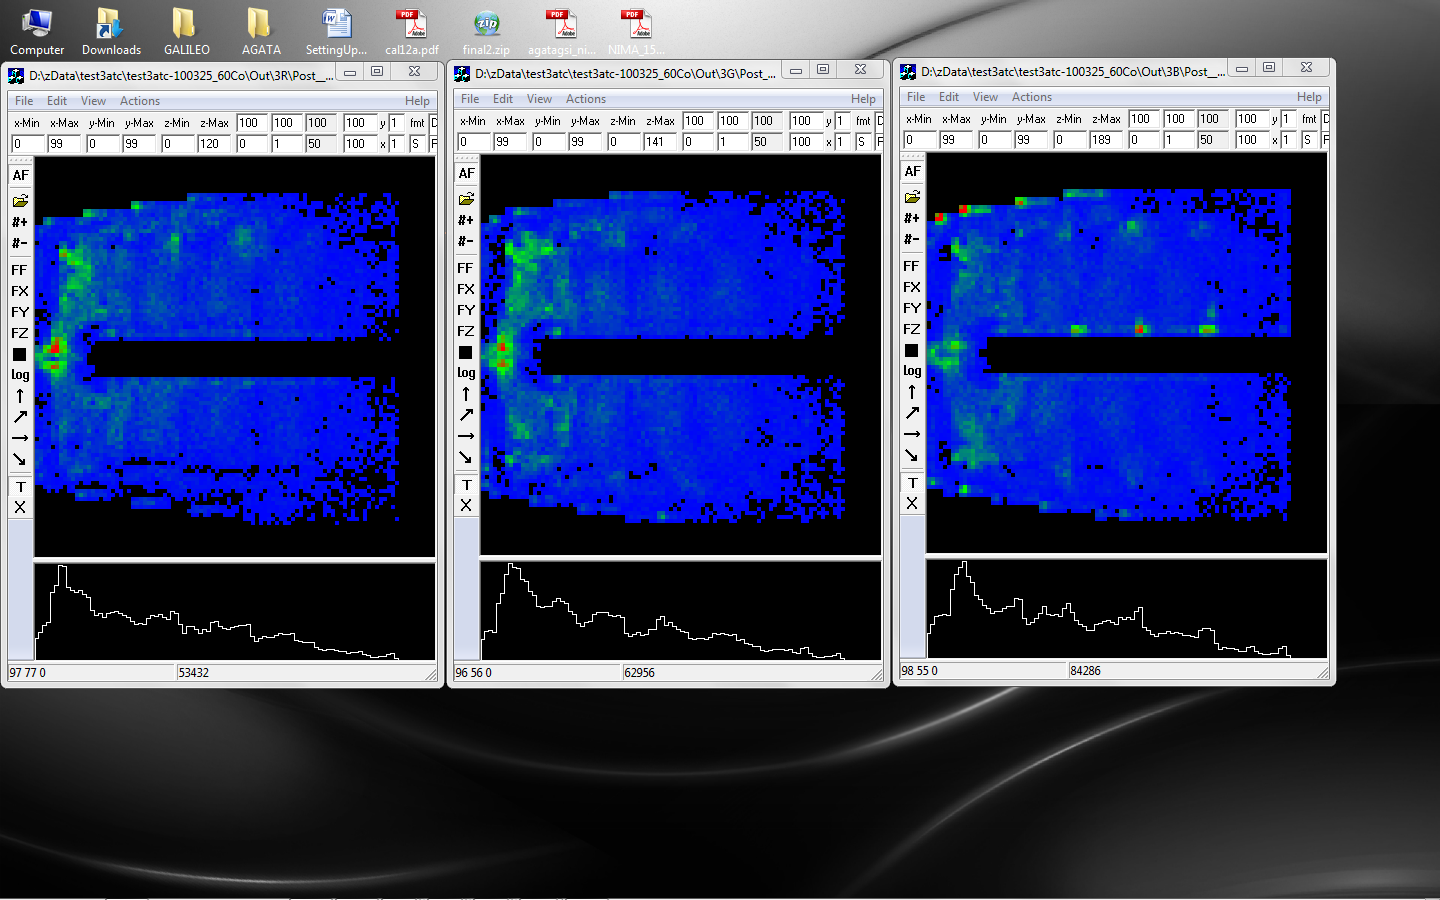 Computer Downloads GALILEO AGATA SettingUp... cal12a.pdf final2.zip agatagsi_ni... NIMA_15...
D:\zData\test3atc\test3atc-100325_60Co\Out\3R\Post__...
File Edit View Actions Help
x-Min x-Max y-Min y-Max z-Min z-Max 100 100 100 100 y 1 fmt D
0 99 0 99 0 120 0 1 50 100 x 1 S F
AF
#+
#-
FF
FX
FY
FZ
log
T
X
97 77 0 53432
D:\zData\test3atc\test3atc-100325_60Co\Out\3G\Post_...
File Edit View Actions Help
x-Min x-Max y-Min y-Max z-Min z-Max 100 100 100 100 y 1 fmt D
0 99 0 99 0 141 0 1 50 100 x 1 S F
AF
#+
#-
FF
FX
FY
FZ
log
T
X
96 56 0 62956
D:\zData\test3atc\test3atc-100325_60Co\Out\3B\Post__...
File Edit View Actions Help
x-Min x-Max y-Min y-Max z-Min z-Max 100 100 100 100 y 1 fmt D
0 99 0 99 0 189 0 1 50 100 x 1 S F
AF
#+
#-
FF
FX
FY
FZ
log
T
X
98 55 0 84286